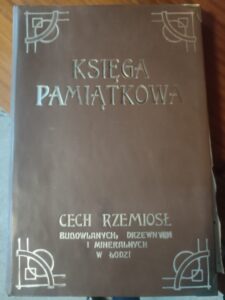 KSIĘGA
PAMIĄTKOWA
CECH RZEMIOSŁ
BUDOWLANYCH, DRZEWNYCH
I MINERALNYCH
W ŁODZI